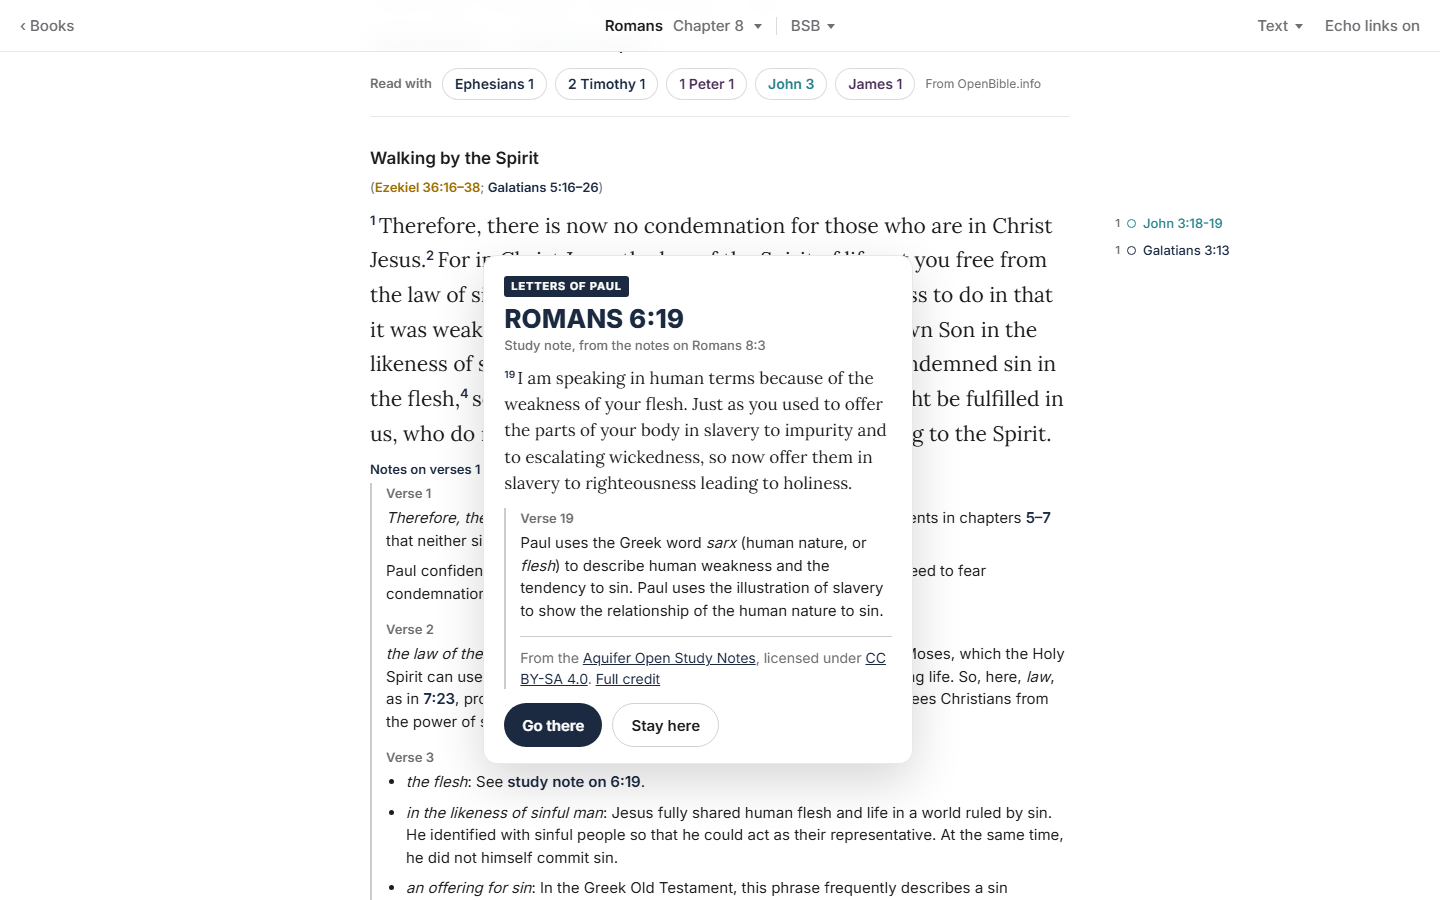 ‹ Books
Romans Chapter 8
BSB
Text
Echo links on
Read with Ephesians 1 2 Timothy 1 1 Peter 1 John 3 James 1 From OpenBible.info
Walking by the Spirit
(Ezekiel 36:16–38; Galatians 5:16–26)
1 Therefore, there is now no condemnation for those who are in Christ
Jesus. 2 For in Christ Jesus the law of the Spirit of life set you free from
the law of
ss to do in that
it was weak
wn Son in the
likeness of
ndemned sin in
the flesh, 4
ht be fulfilled in
us, who do
g to the Spirit.
1 John 3:18-19
1 Galatians 3:13
LETTERS OF PAUL
ROMANS 6:19
Study note, from the notes on Romans 8:3
19 I am speaking in human terms because of the
weakness of your flesh. Just as you used to offer
the parts of your body in slavery to impurity and
to escalating wickedness, so now offer them in
slavery to righteousness leading to holiness.
Verse 19
Paul uses the Greek word sarx (human nature, or
flesh) to describe human weakness and the
tendency to sin. Paul uses the illustration of slavery
to show the relationship of the human nature to sin.
From the Aquifer Open Study Notes, licensed under CC
BY-SA 4.0. Full credit
Go there
Stay here
Notes on verses 1
Verse 1
Therefore, the
ents in chapters 5–7
that neither
Paul confiden
eed to fear
condemnation
Verse 2
the law of the
Moses, which the Holy
Spirit can use
ng life. So, here, law,
as in 7:23, pro
ees Christians from
the power of
Verse 3
• the flesh: See study note on 6:19.
• in the likeness of sinful man: Jesus fully shared human flesh and life in a world ruled by sin.
He identified with sinful people so that he could act as their representative. At the same time,
he did not himself commit sin.
• an offering for sin: In the Greek Old Testament, this phrase frequently describes a sin